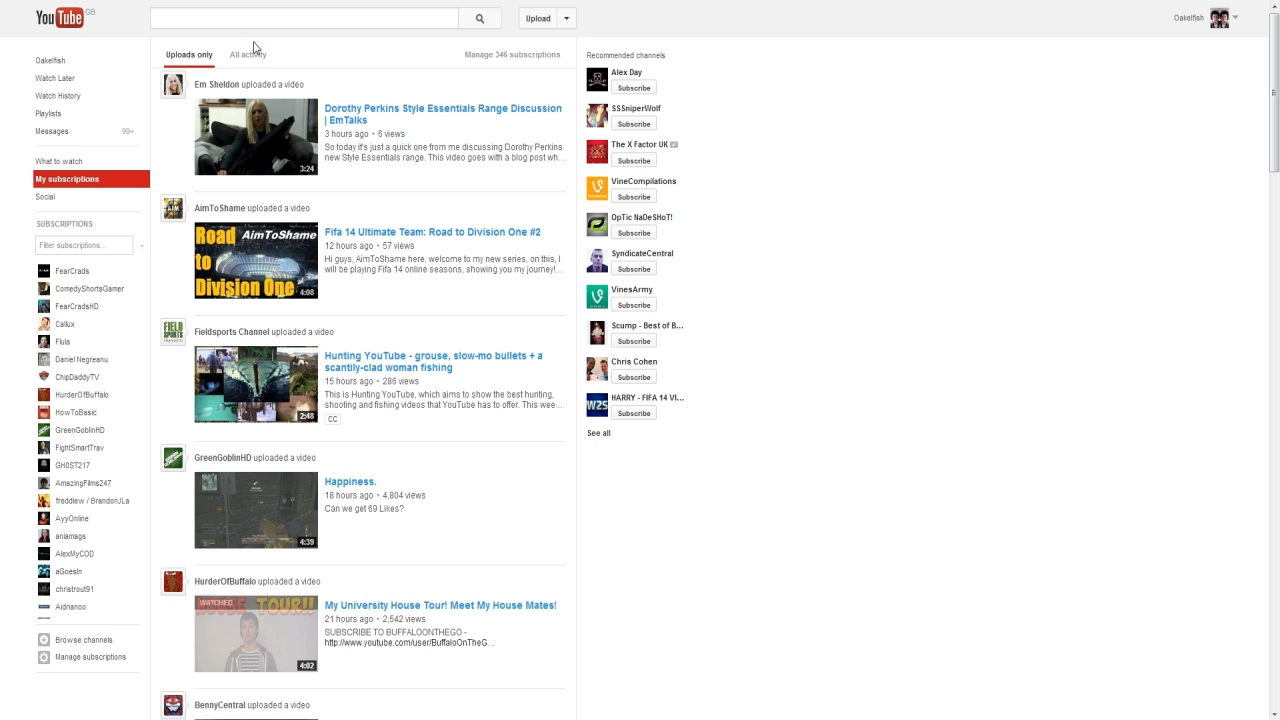 YouTube GB
Upload
Oakelfish
Oakelfish
Watch Later
Watch History
Playlists
Messages 99+
What to watch
My subscriptions
Social
SUBSCRIPTIONS
Filter subscriptions...
FearCrads
ComedyShortsGamer
FearCradsHD
Callux
Flula
Daniel Negreanu
ChipDaddyTV
HurderOfBuffalo
HowToBasic
GreenGoblinHD
FightSmartTrav
GH0ST217
AmazingFilms247
freddiew / BrandonJLa
AyyOnline
aniamags
AlexMyCOD
aGoesIn
christrout91
Aidrianoo
Browse channels
Manage subscriptions
Uploads only All activity Manage 346 subscriptions
Em Sheldon uploaded a video
3:24
Dorothy Perkins Style Essentials Range Discussion
| EmTalks
3 hours ago • 6 views
So today it's just a quick one from me discussing Dorothy Perkins
new Style Essentials range. This video goes with a blog post wh...
AimToShame uploaded a video
Road AimToShame
to
Division One
4:08
Fifa 14 Ultimate Team: Road to Division One #2
12 hours ago • 57 views
Hi guys, AimToShame here, welcome to my new series, on this, I
will be playing Fifa 14 online seasons, showing you my journey!...
FIELD
SPORTS
Fieldsports Channel uploaded a video
2:48
Hunting YouTube - grouse, slow-mo bullets + a
scantily-clad woman fishing
15 hours ago • 286 views
This is Hunting YouTube, which aims to show the best hunting,
shooting and fishing videos that YouTube has to offer. This wee...
CC
GreenGoblinHD uploaded a video
4:39
Happiness.
18 hours ago • 4,804 views
Can we get 69 Likes?
HurderOfBuffalo uploaded a video
WATCHED
HOUSE TOUR!!
4:02
My University House Tour! Meet My House Mates!
21 hours ago • 2,542 views
SUBSCRIBE TO BUFFALOONTHEGO -
http://www.youtube.com/user/BuffaloOnTheG...
BennyCentral uploaded a video
Recommended channels
Alex Day
Subscribe
SSSniperWolf
Subscribe
The X Factor UK
Subscribe
VineCompilations
Subscribe
OpTic NaDeSHoT!
Subscribe
SyndicateCentral
Subscribe
VinesArmy
Subscribe
Scump - Best of B...
Subscribe
Chris Cohen
Subscribe
W2S
HARRY - FIFA 14 VI...
Subscribe
See all